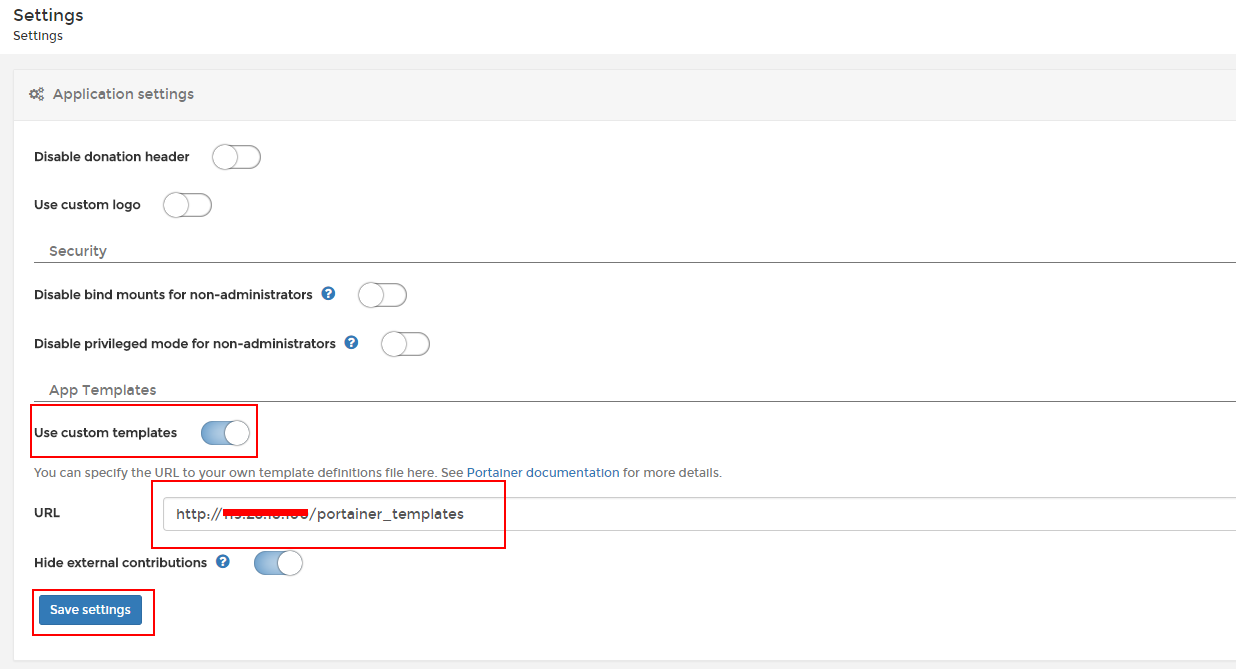 Settings
Settings
Application settings
Disable donation header
Use custom logo
Security
Disable bind mounts for non-administrators ?
Disable privileged mode for non-administrators ?
App Templates
Use custom templates
You can specify the URL to your own template definitions file here. See Portainer documentation for more details.
URL
http:// /portainer_templates
Hide external contributions ?
Save settings